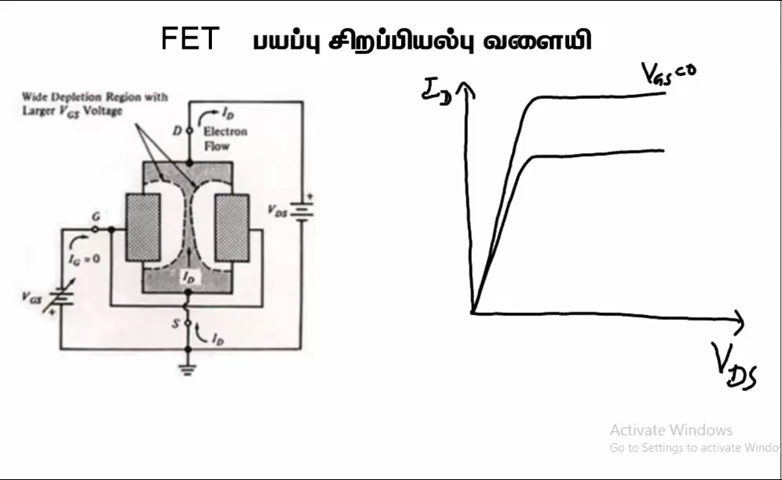 FET பயப்பு சிறப்பியல்பு வளையி
Wide Depletion Region with
Larger VGS Voltage
ID
D
Electron
Flow
VDS
G
IG = 0
ID
VGS
S
ID
ID
VGS=0
VDS
Activate Windows
Go to Settings to activate Windo